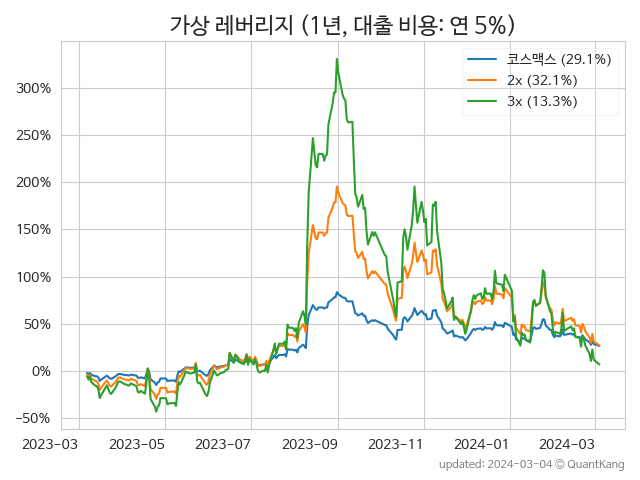 가상 레버리지 (1년, 대출 비용: 연 5%)
코스맥스 (29.1%)
2x (32.1%)
3x (13.3%)
300%
250%
200%
150%
100%
50%
0%
−50%
2023-03 2023-05 2023-07 2023-09 2023-11 2024-01 2024-03
updated: 2024-03-04 © QuantKang